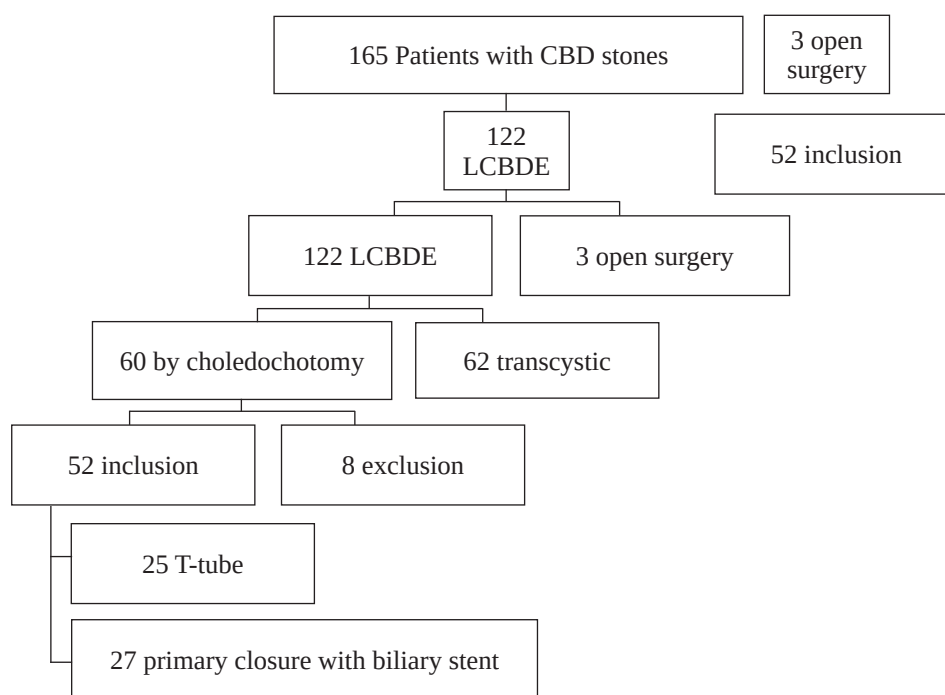 165 Patients with CBD stones
3 open
surgery
122
LCBDE
52 inclusion
122 LCBDE
3 open surgery
60 by choledochotomy
62 transcystic
52 inclusion
8 exclusion
25 T-tube
27 primary closure with biliary stent